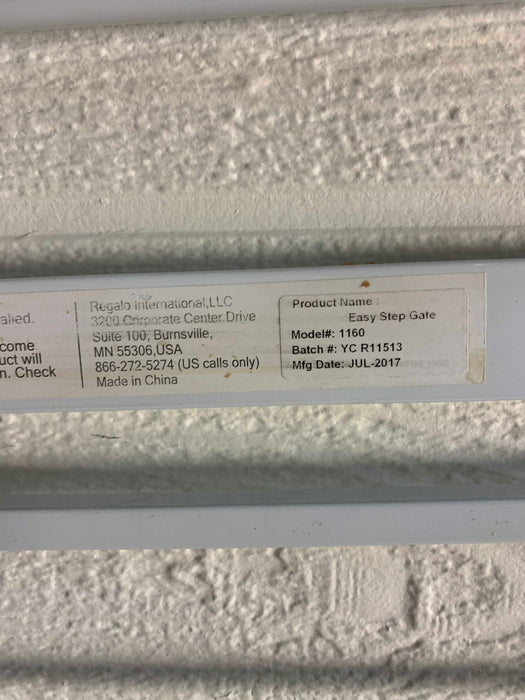 alled.
come
uct will
n. Check
Regalo International,LLC
3200 Corporate Center Drive
Suite 100, Burnsville,
MN 55306,USA
866-272-5274 (US calls only)
Made in China
Product Name :
Easy Step Gate
Model#: 1160
Batch #: YC R11513
Mfg Date: JUL-2017